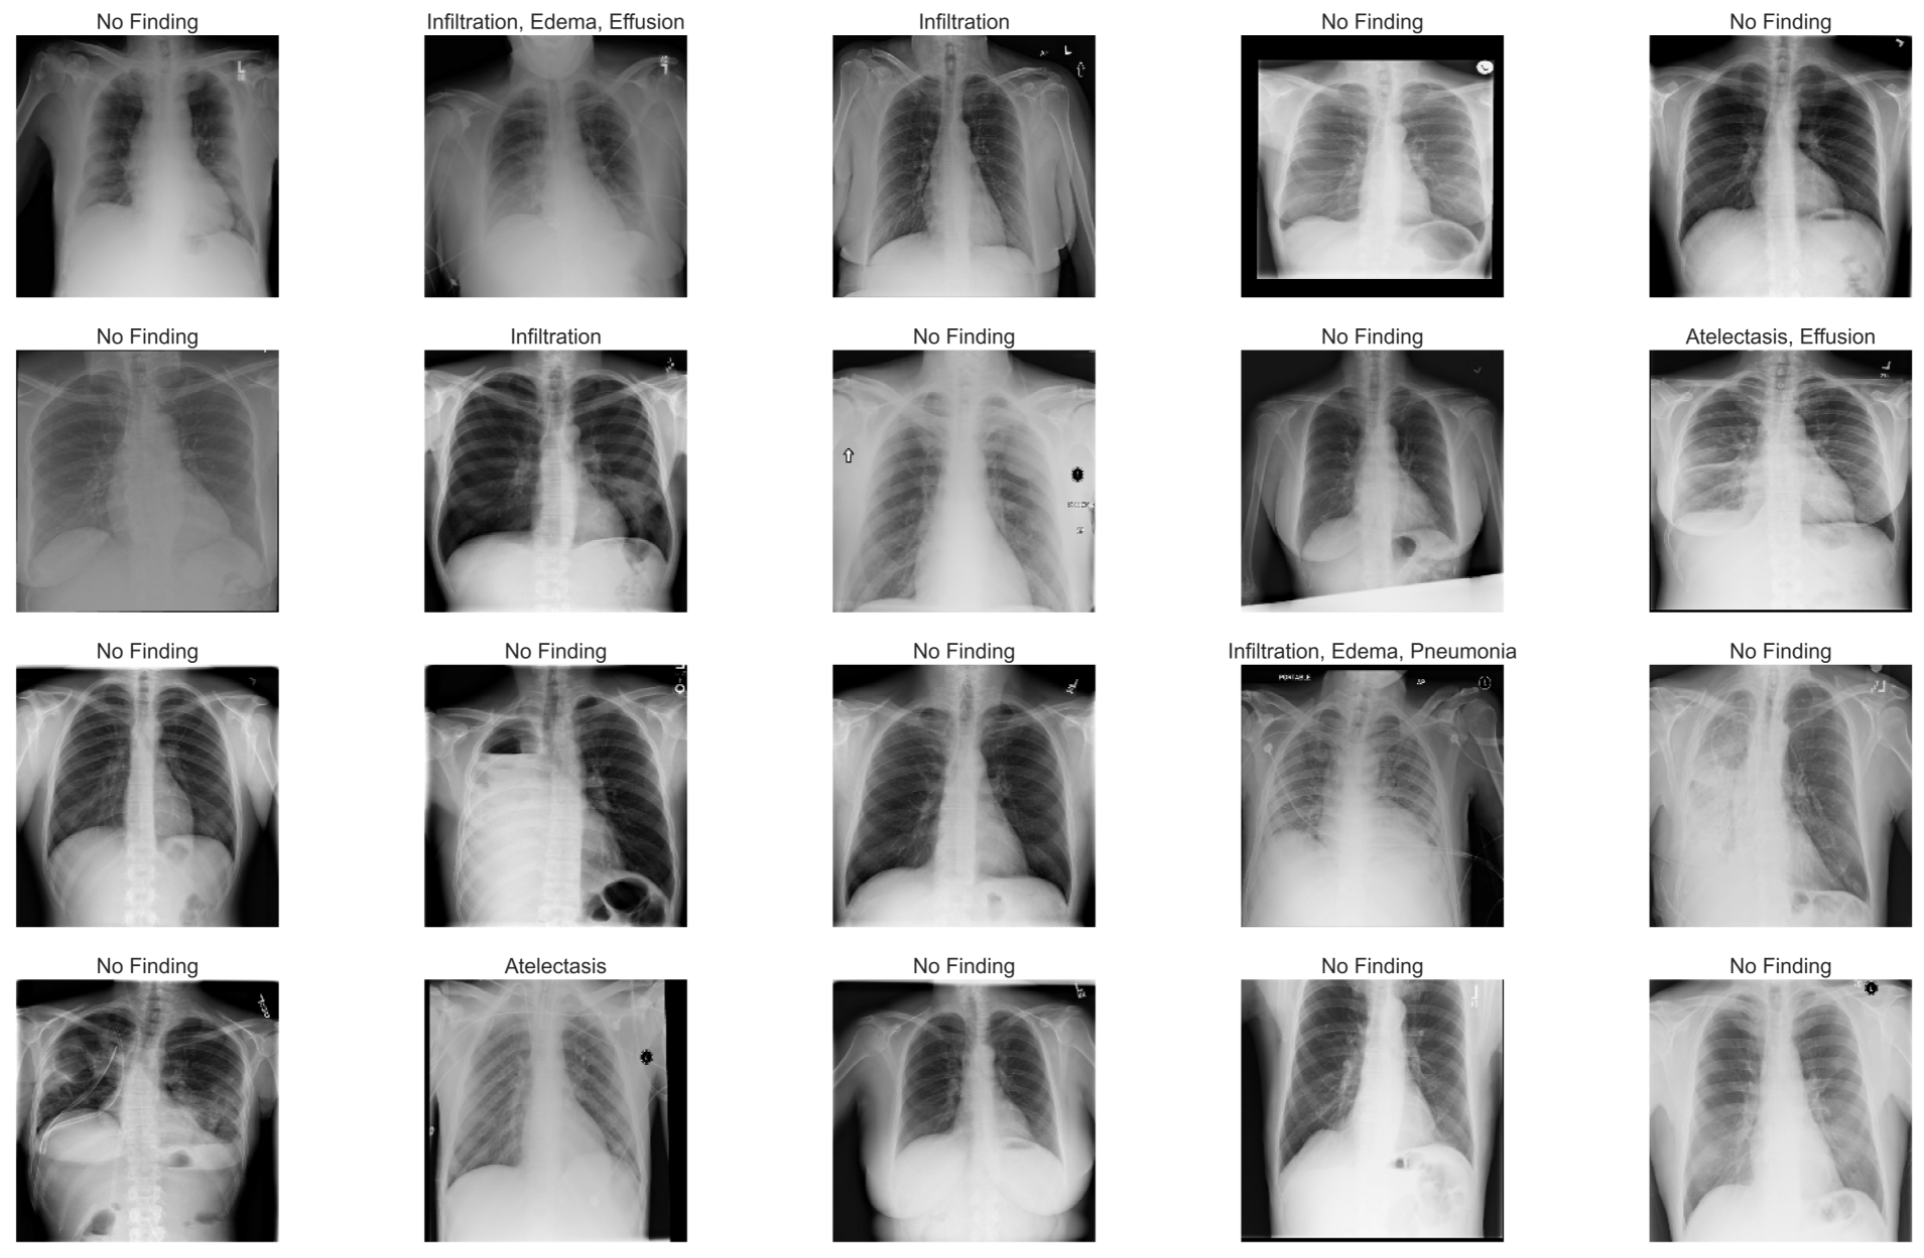 No Finding
Infiltration, Edema, Effusion
Infiltration
No Finding
No Finding
L
L
No Finding
Infiltration
No Finding
No Finding
Atelectasis, Effusion
No Finding
No Finding
No Finding
Infiltration, Edema, Pneumonia
No Finding
PORTABLE
AP
No Finding
Atelectasis
No Finding
No Finding
No Finding